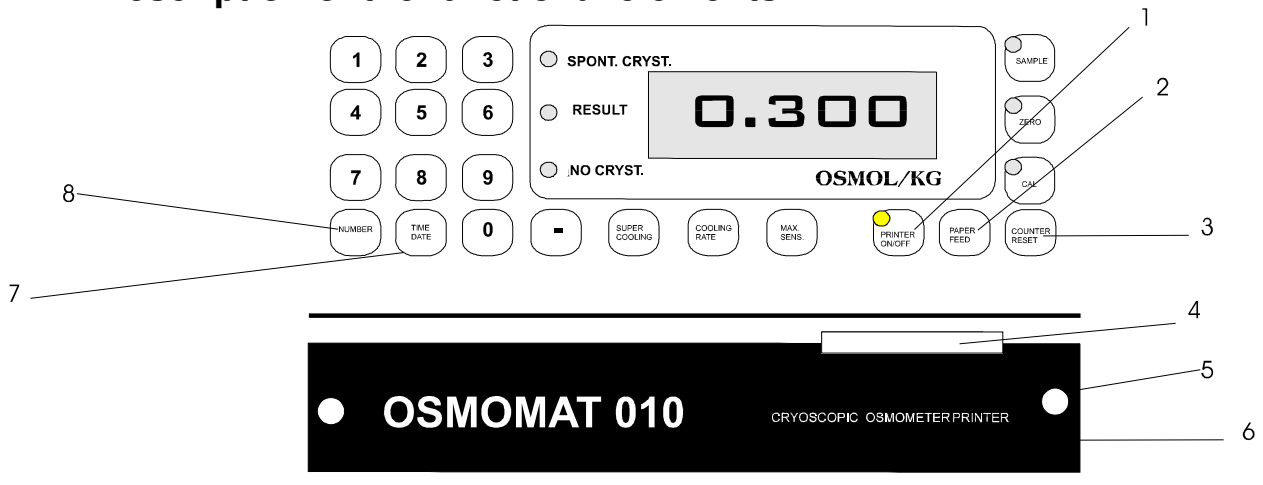 1
1 2 3
SPONT. CRYST.
SAMPLE
2
4 5 6
RESULT
0.300
ZERO
7 8 9
NO CRYST.
OSMOL/KG
CAL
8
NUMBER
TIME
DATE
0
-
SUPER
COOLING
COOLING
RATE
MAX.
SENS.
PRINTER
ON/OFF
PAPER
FEED
COUNTER
RESET
3
7
4
5
OSMOMAT 010
CRYOSCOPIC OSMOMETER PRINTER
6